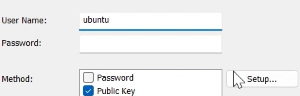 User Name: ubuntu
Password:
Method: Password Setup...
Public Key